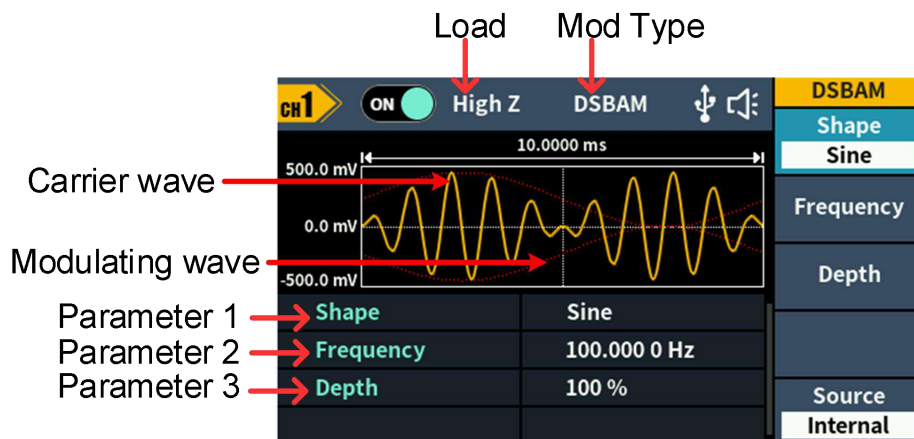 Load Mod Type
CH1 ON High Z DSBAM DSBAM
Shape
Sine
10.0000 ms
500.0 mV
Carrier wave
Frequency
0.0 mV
Modulating wave
Depth
-500.0 mV
Parameter 1 Shape Sine
Parameter 2 Frequency 100.000 0 Hz
Parameter 3 Depth 100 %
Source
Internal